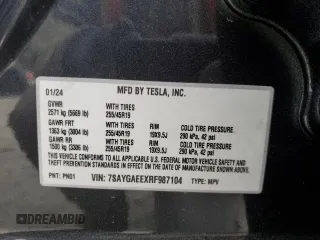 MFD BY TESLA, INC.
01/24
GVWR
2571 kg (5669 lb)
WITH TIRES
255/45R19
GAWR FRT
1363 kg (3004 lb)
WITH TIRES
255/45R19
RIM
19X9.5J
COLD TIRE PRESSURE
290 kPa, 42 psi
GAWR RR
1500 kg (3306 lb)
WITH TIRES
255/45R19
RIM
19X9.5J
COLD TIRE PRESSURE
290 kPa, 42 psi
THIS VEHICLE CONFORMS TO ALL APPLICABLE U.S. FEDERAL MOTOR
VEHICLE SAFETY, BUMPER, AND THEFT PREVENTION STANDARDS IN
EFFECT ON THE DATE OF MANUFACTURE SHOWN ABOVE.
PNT: PN01
VIN: 7SAYGAEEXRF987104
TYPE: MPV
DREAMBID